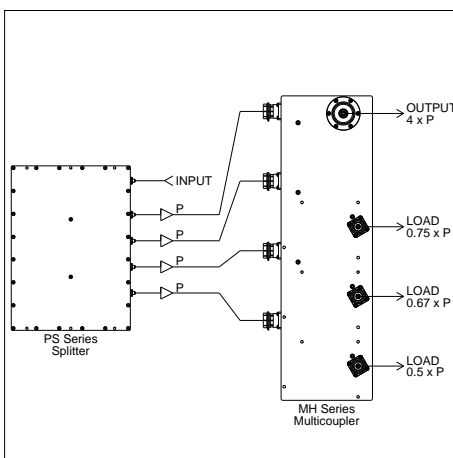 OUTPUT
4 x P
INPUT
P
P
P
P
LOAD
0.75 x P
LOAD
0.67 x P
LOAD
0.5 x P
PS Series
Splitter
MH Series
Multicoupler